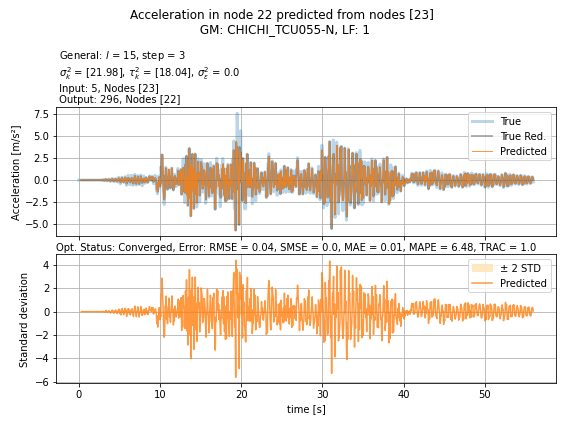 Acceleration in node 22 predicted from nodes [23]
GM: CHICHI_TCU055-N, LF: 1
General: l = 15, step = 3
σ²ₖ = [21.98], τ²ₖ = [18.04], σ²ε = 0.0
Input: 5, Nodes [23]
Output: 296, Nodes [22]
Acceleration [m/s²]
7.5
5.0
2.5
0.0
−2.5
−5.0
True
True Red.
Predicted
Opt. Status: Converged, Error: RMSE = 0.04, SMSE = 0.0, MAE = 0.01, MAPE = 6.48, TRAC = 1.0
Standard deviation
4
2
0
−2
−4
−6
± 2 STD
Predicted
0 10 20 30 40 50
time [s]